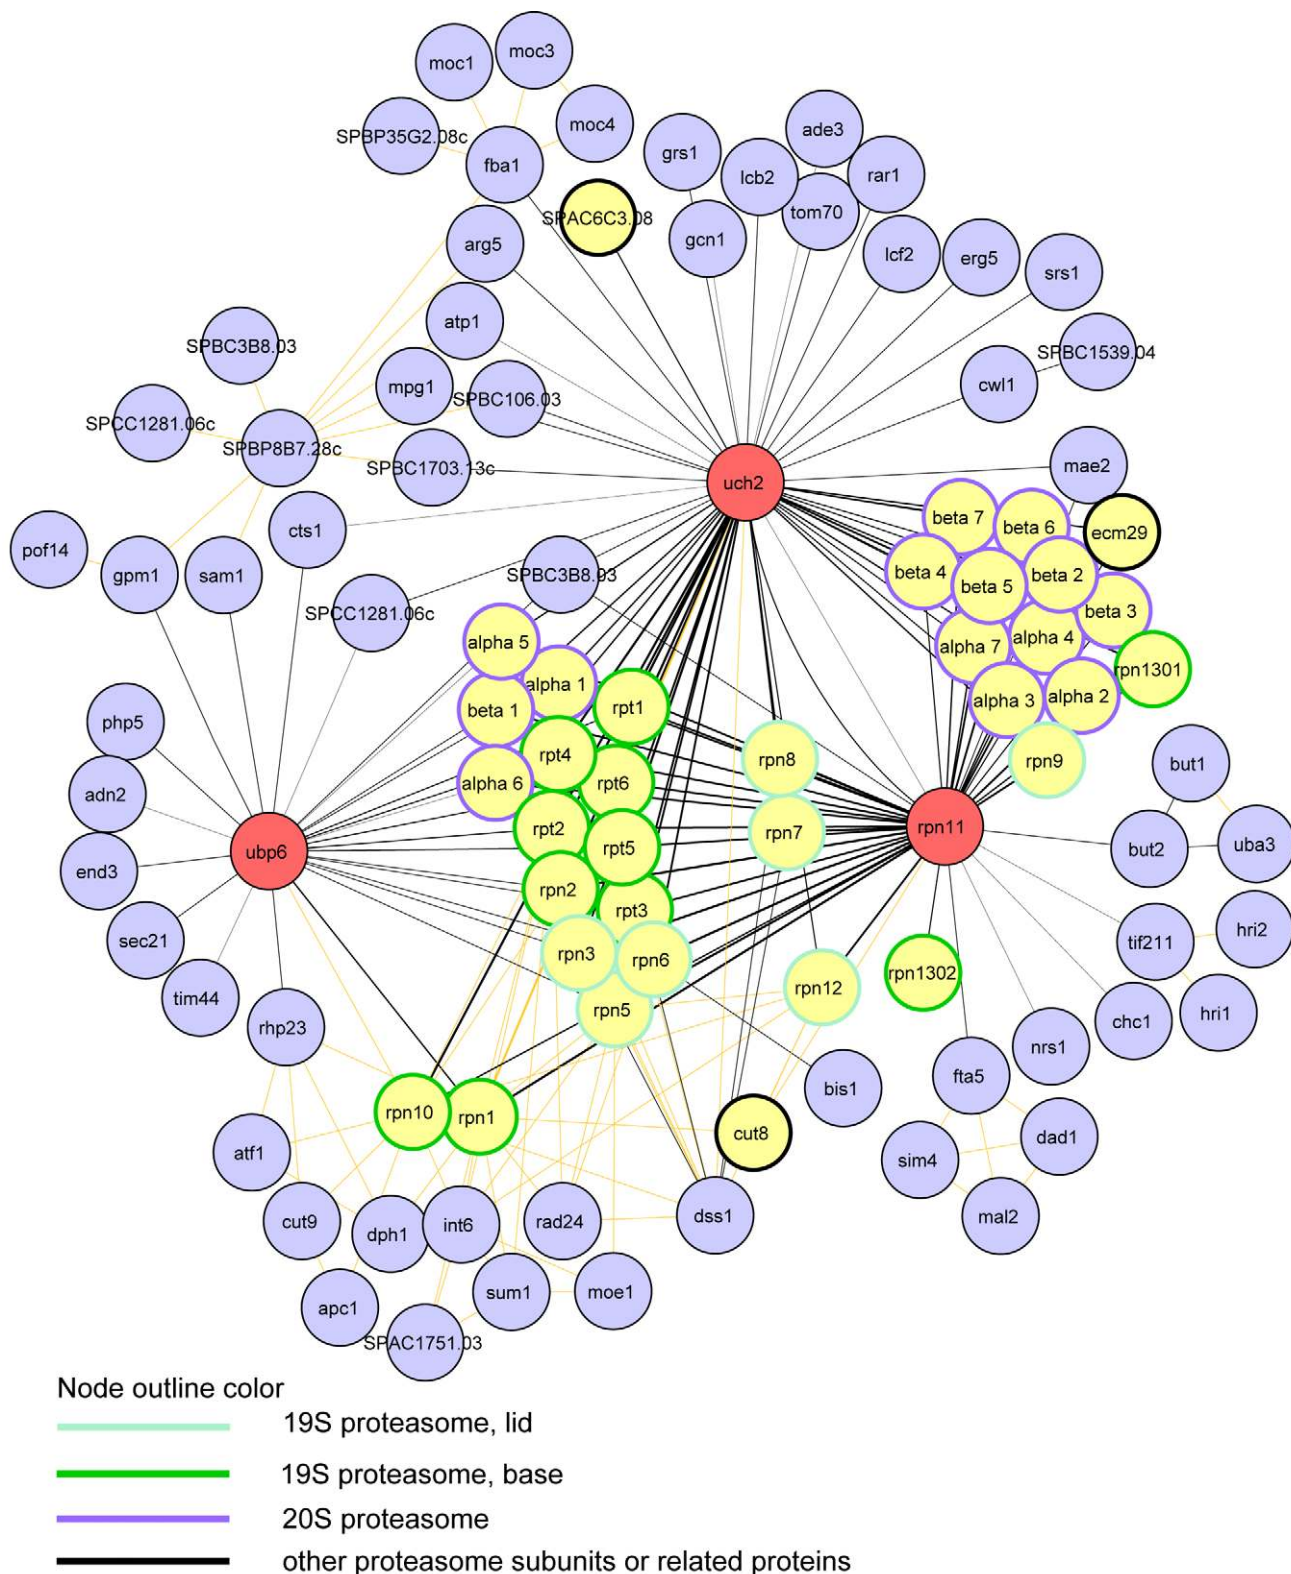 moc1
moc3
SPBP35G2.08c
moc4
fba1
ade3
grs1
lcb2
rar1
SPAC6C3.08
tom70
arg5
gcn1
lcf2
erg5
srs1
atp1
SPBC3B8.03
SPBC1539.04
mpg1
SPBC106.03
cwl1
SPCC1281.06c
SPBP8B7.28c
SPBC1703.13c
mae2
uch2
cts1
beta 7
beta 6
ecm29
pof14
gpm1
sam1
SPBC3B8.03
beta 4
beta 5
beta 2
SPCC1281.06c
beta 3
alpha 5
alpha 7
alpha 4
rpn1301
alpha 1
alpha 3
alpha 2
beta 1
rpt1
php5
rpt4
rpn8
rpn9
but1
adn2
alpha 6
rpt6
rpn11
rpt2
rpn7
ubp6
rpt5
but2
uba3
end3
rpn2
rpt3
sec21
rpn3
rpn6
tif211
hri2
rpn1302
rpn12
tim44
rpn5
hri1
rhp23
chc1
nrs1
fta5
bis1
rpn10
rpn1
cut8
dad1
atf1
sim4
cut9
dph1
int6
rad24
dss1
mal2
sum1
moe1
apc1
SPAC1751.03
Node outline color
19S proteasome, lid
19S proteasome, base
20S proteasome
other proteasome subunits or related proteins